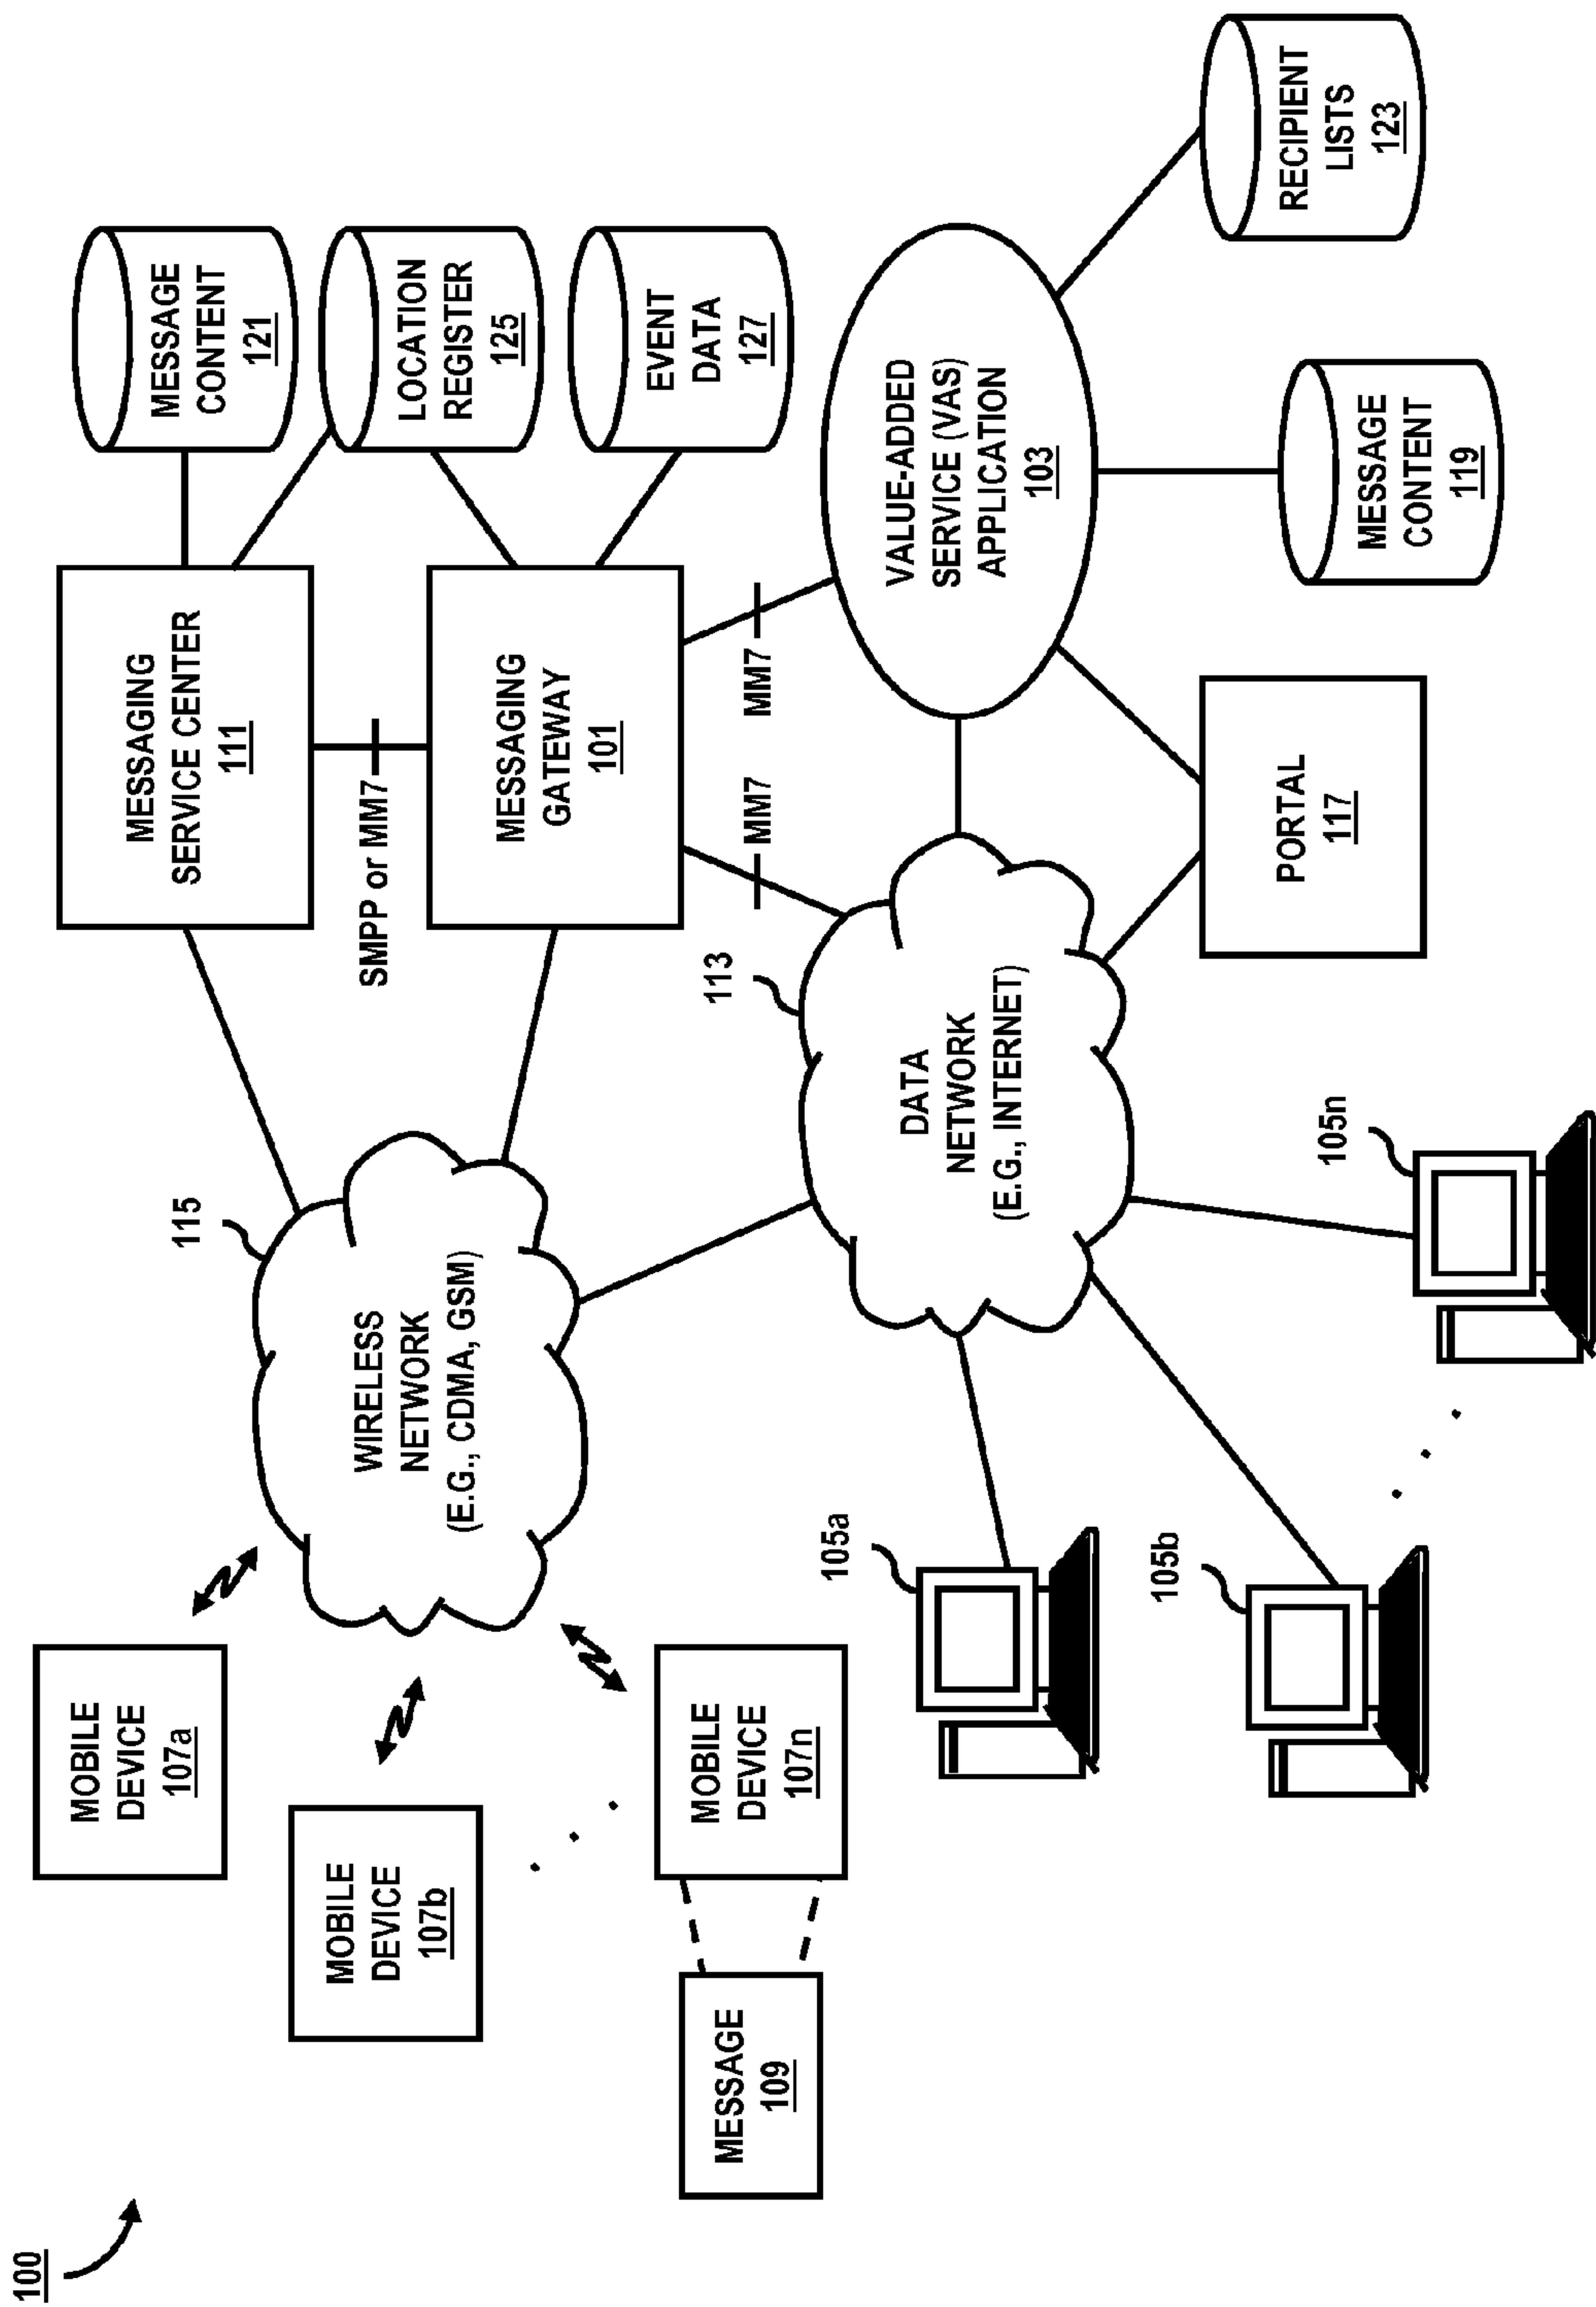 100
MOBILE
DEVICE
107a
MOBILE
DEVICE
107b
MESSAGE
109
MOBILE
DEVICE
107n
115
WIRELESS
NETWORK
(E.G., CDMA, GSM)
MESSAGING
SERVICE CENTER
111
SMPP or MM7
MESSAGING
GATEWAY
101
MESSAGE
CONTENT
121
LOCATION
REGISTER
125
EVENT
DATA
127
MM7
MM7
113
DATA
NETWORK
(E.G., INTERNET)
VALUE-ADDED
SERVICE (VAS)
APPLICATION
103
105a
105b
105n
PORTAL
117
MESSAGE
CONTENT
119
RECIPIENT
LISTS
123